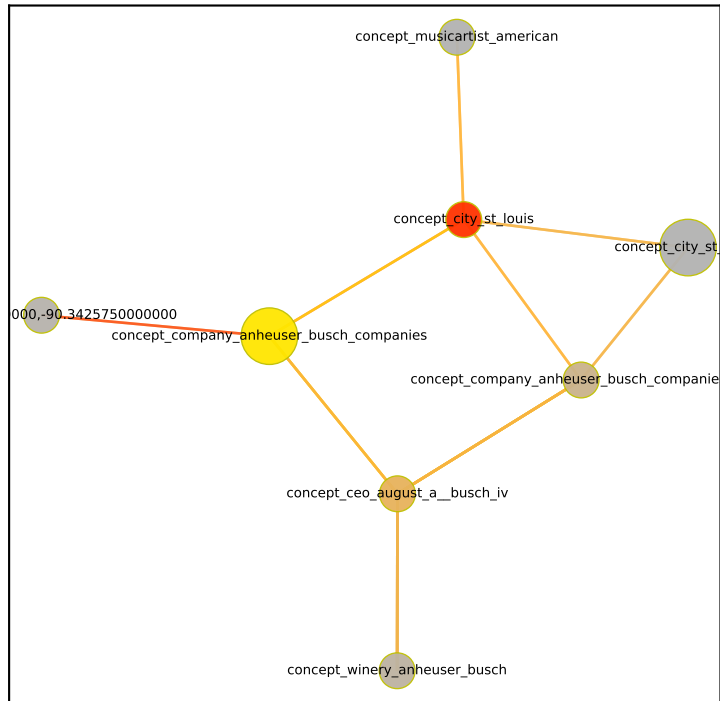 concept_musicartist_american
concept_city_st_louis
concept_city_st_
000,-90.3425750000000
concept_company_anheuser_busch_companies
concept_company_anheuser_busch_companie
concept_ceo_august_a__busch_iv
concept_winery_anheuser_busch